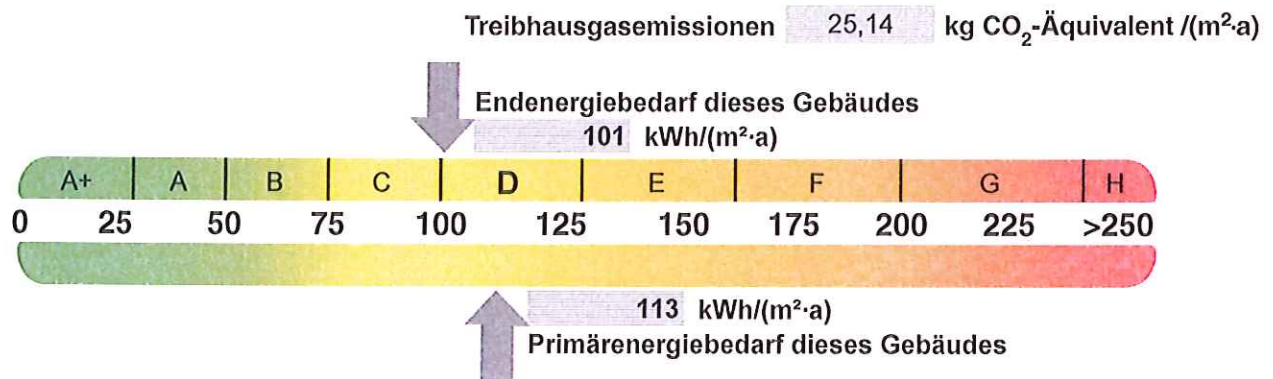 Treibhausgasemissionen 25,14 kg CO₂-Äquivalent /(m²·a)
Endenergiebedarf dieses Gebäudes
101 kWh/(m²·a)
A+ A B C D E F G H
0 25 50 75 100 125 150 175 200 225 >250
113 kWh/(m²·a)
Primärenergiebedarf dieses Gebäudes